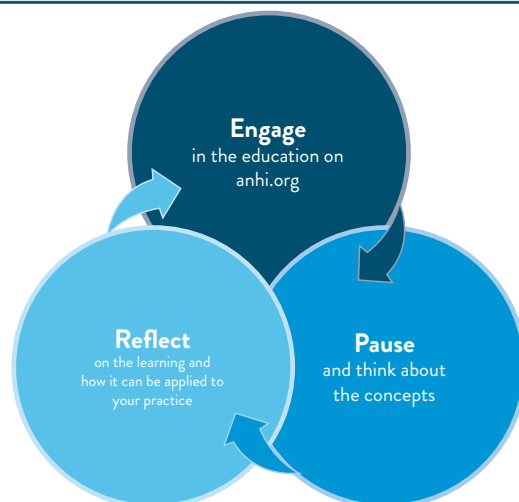 Engage
in the education on
anhi.org
Pause
and think about
the concepts
Reflect
on the learning and
how it can be applied to
your practice